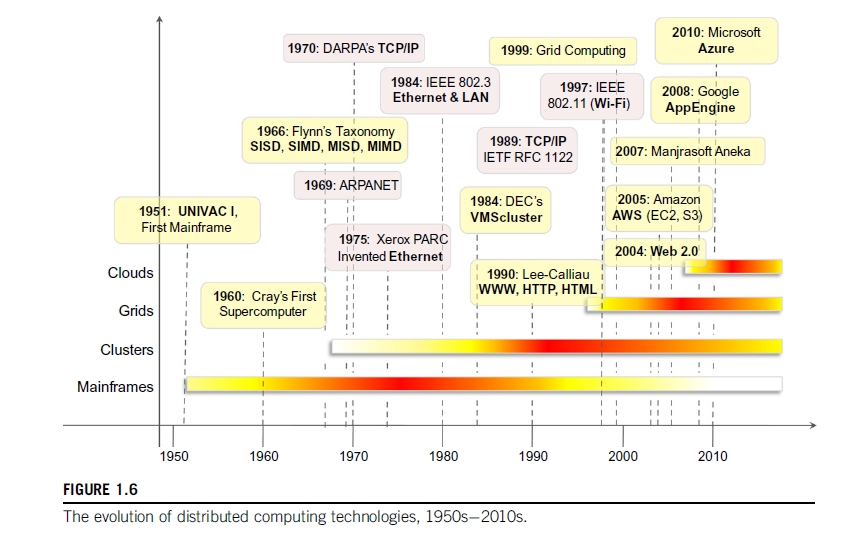 2010: Microsoft
Azure
1970: DARPA's TCP/IP
1999: Grid Computing
1984: IEEE 802.3
Ethernet & LAN
1997: IEEE
802.11 (Wi-Fi)
2008: Google
AppEngine
1966: Flynn's Taxonomy
SISD, SIMD, MISD, MIMD
1989: TCP/IP
IETF RFC 1122
2007: Manjrasoft Aneka
1969: ARPANET
1951: UNIVAC I,
First Mainframe
1984: DEC's
VMScluster
2005: Amazon
AWS (EC2, S3)
1975: Xerox PARC
Invented Ethernet
2004: Web 2.0
1990: Lee-Calliau
WWW, HTTP, HTML
1960: Cray's First
Supercomputer
Clouds
Grids
Clusters
Mainframes
1950 1960 1970 1980 1990 2000 2010
FIGURE 1.6
The evolution of distributed computing technologies, 1950s–2010s.